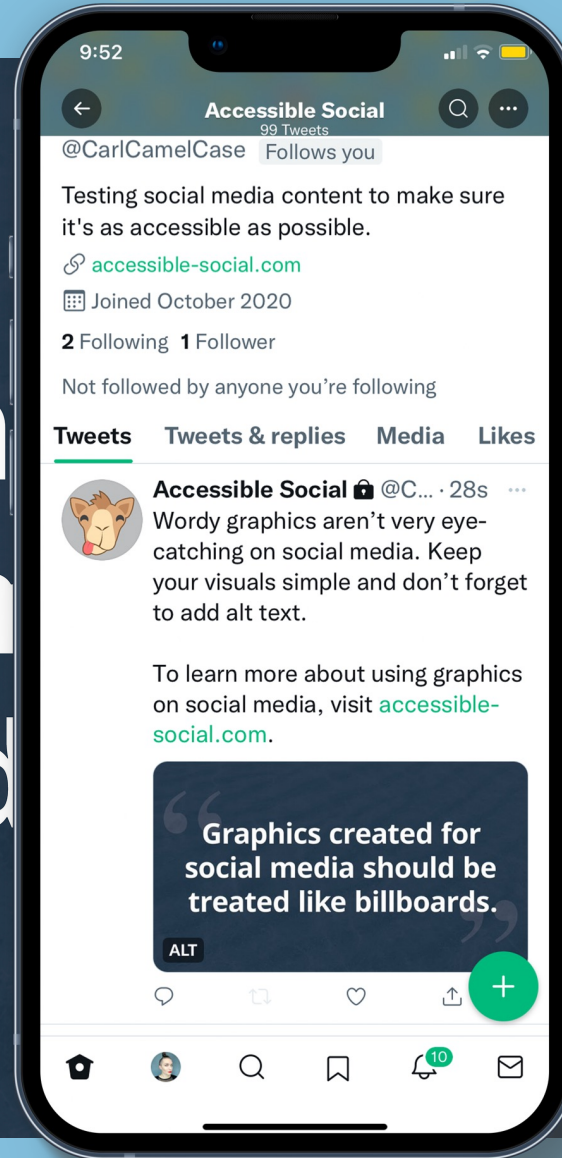 9:52
Accessible Social
99 Tweets
@CarlCamelCase Follows you
Testing social media content to make sure
it's as accessible as possible.
accessible-social.com
Joined October 2020
2 Following 1 Follower
Not followed by anyone you’re following
Tweets Tweets & replies Media Likes
Accessible Social @C... · 28s ...
Wordy graphics aren’t very eye-
catching on social media. Keep
your visuals simple and don’t forget
to add alt text.
To learn more about using graphics
on social media, visit accessible-
social.com.
“Graphics created for
social media should be
treated like billboards.”
ALT
10